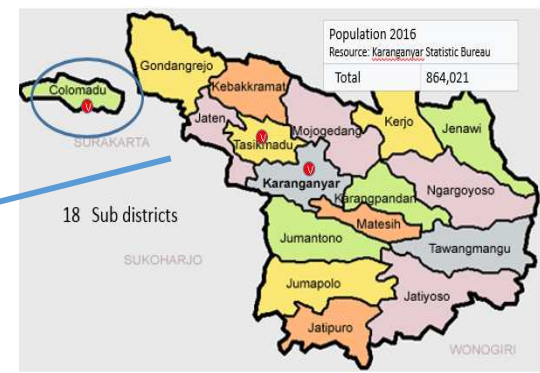 Population 2016
Resource: Karanganyar Statistic Bureau
Total 864,021
Gondangrejo
Colomadu
V
Kebakkramat
Jaten
SURAKARTA
Tasikmadu
V
Mojogedang
Kerjo
Jenawi
V
Karanganyar
Karangpandan
Ngargoyoso
Matesih
18 Sub districts
Jumantono
Tawangmangu
SUKOHARJO
Jumapolo
Jatiyoso
Jatipuro
WONOGIRI